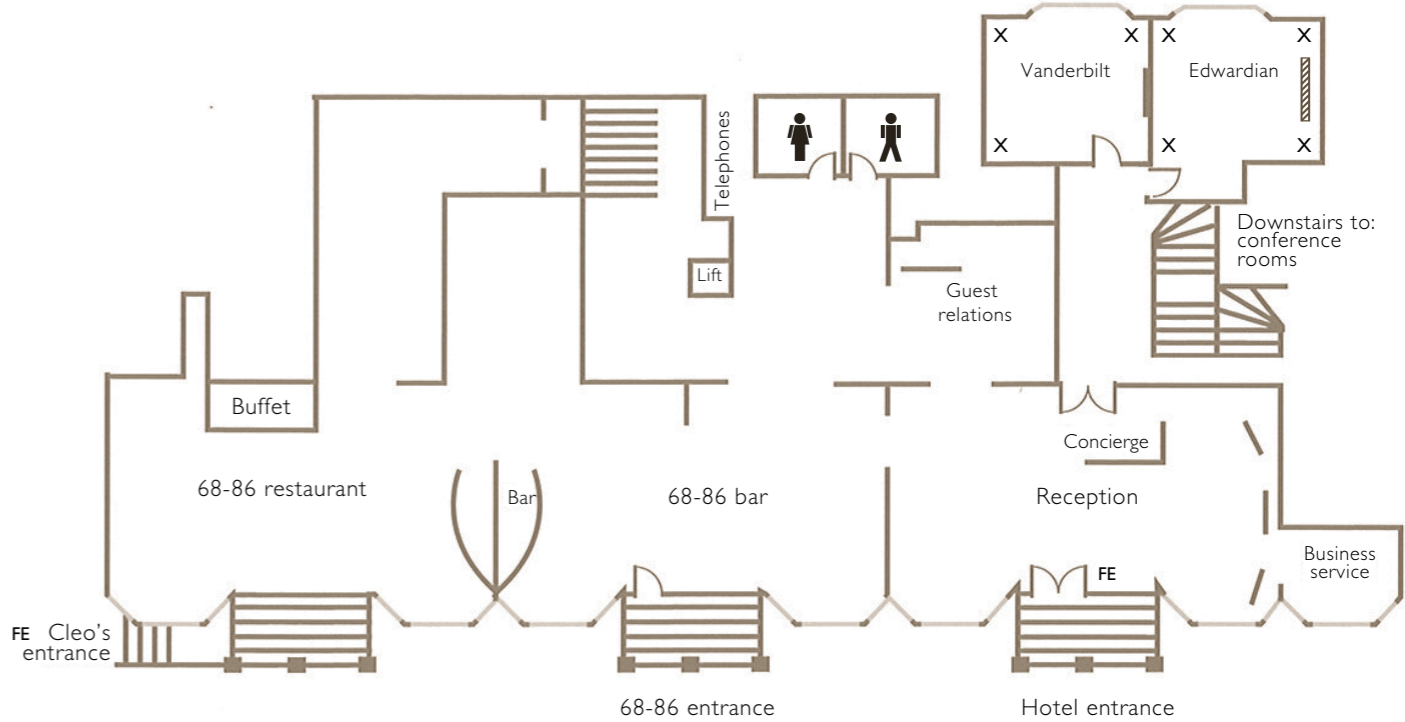 X X X X
Vanderbilt Edwardian
X X X
Telephones
Downstairs to:
conference
rooms
Lift
Guest
relations
Buffet
Concierge
68-86 restaurant
Bar
68-86 bar
Reception
Business
service
FE
FE Cleo's
entrance
68-86 entrance
Hotel entrance